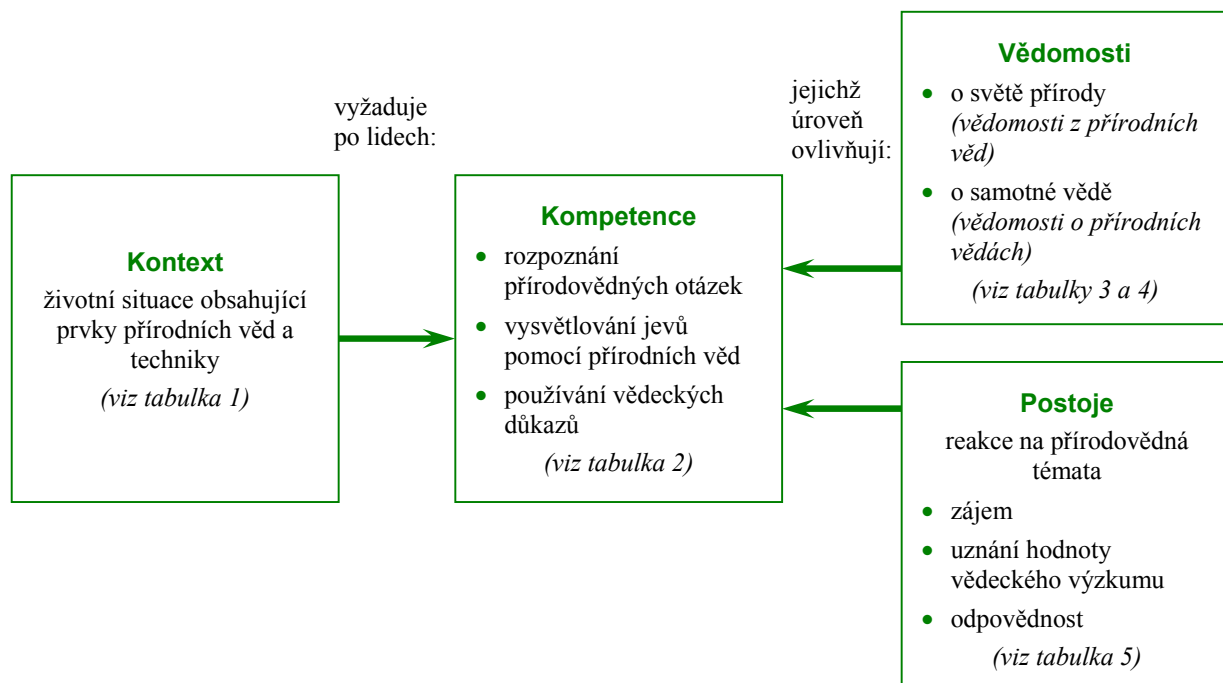 Kontext
životní situace obsahující
prvky přírodních věd a
techniky
(viz tabulka 1)
vyžaduje
po lidech:
Kompetence
• rozpoznání
přírodovědných otázek
• vysvětlování jevů
pomocí přírodních věd
• používání vědeckých
důkazů
(viz tabulka 2)
jejichž
úroveň
ovlivňují:
Vědomosti
• o světě přírody
(vědomosti z přírodních
věd)
• o samotné vědě
(vědomosti o přírodních
vědách)
(viz tabulky 3 a 4)
Postoje
reakce na přírodovědná
témata
• zájem
• uznání hodnoty
vědeckého výzkumu
• odpovědnost
(viz tabulka 5)